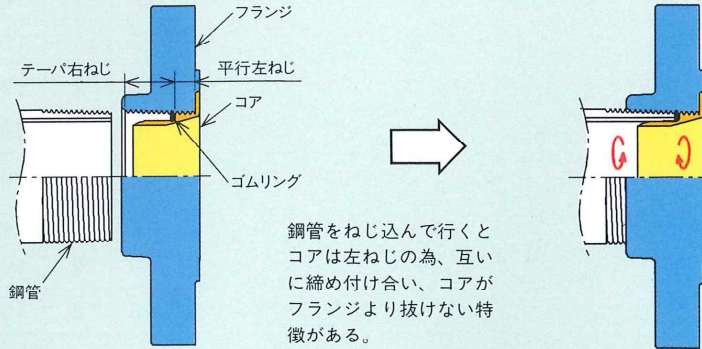 フランジ
テーパ右ねじ
平行左ねじ
コア
ゴムリング
鋼管
鋼管をねじ込んで行くと
コアは左ねじの為、互い
に締め付け合い、コアが
フランジより抜けない特
徴がある。